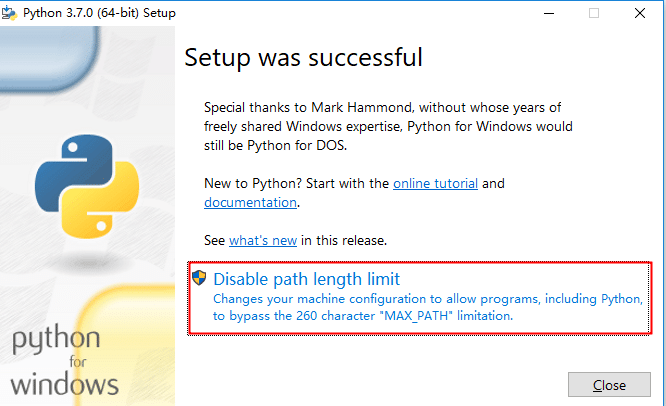 Python 3.7.0 (64-bit) Setup
Setup was successful
Special thanks to Mark Hammond, without whose years of
freely shared Windows expertise, Python for Windows would
still be Python for DOS.
New to Python? Start with the online tutorial and
documentation.
See what's new in this release.
Disable path length limit
Changes your machine configuration to allow programs, including Python,
to bypass the 260 character "MAX_PATH" limitation.
python
for
windows
Close